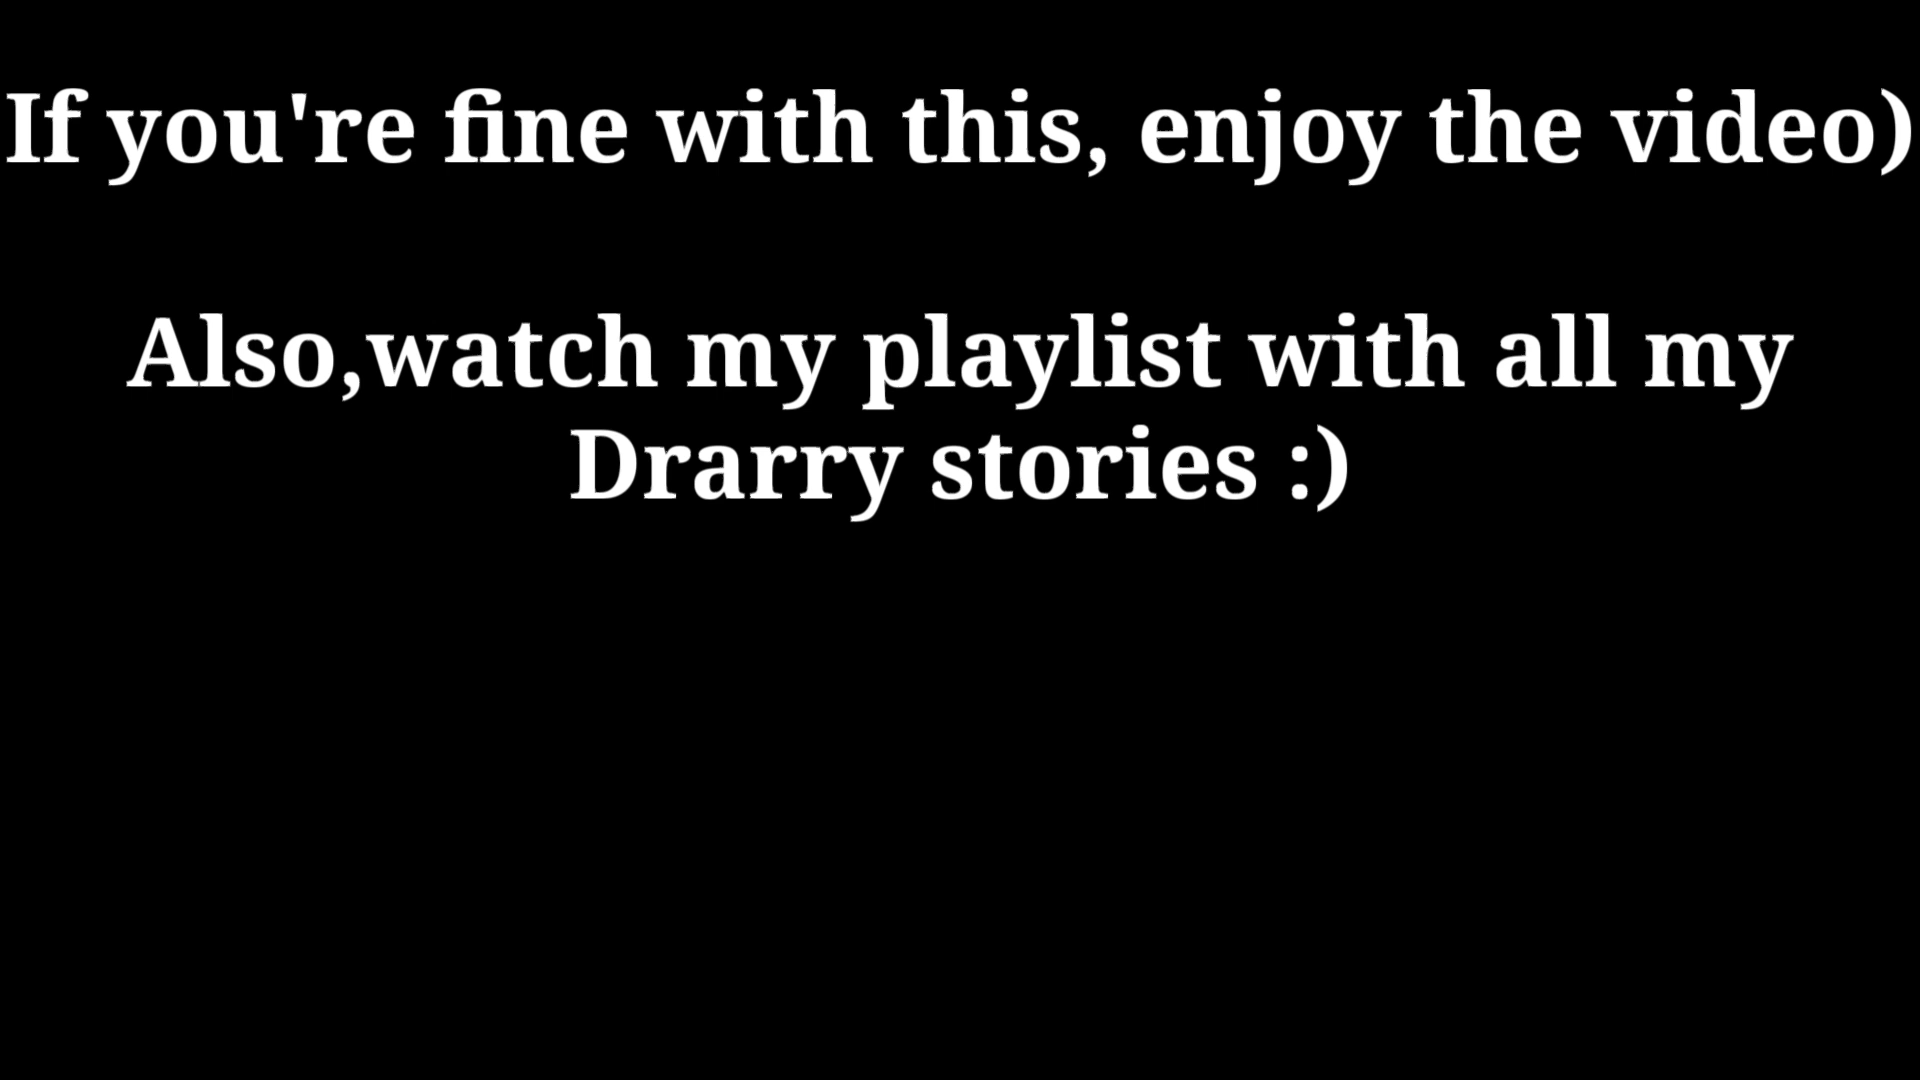 If you're fine with this, enjoy the video)
Also,watch my playlist with all my
Drarry stories :)